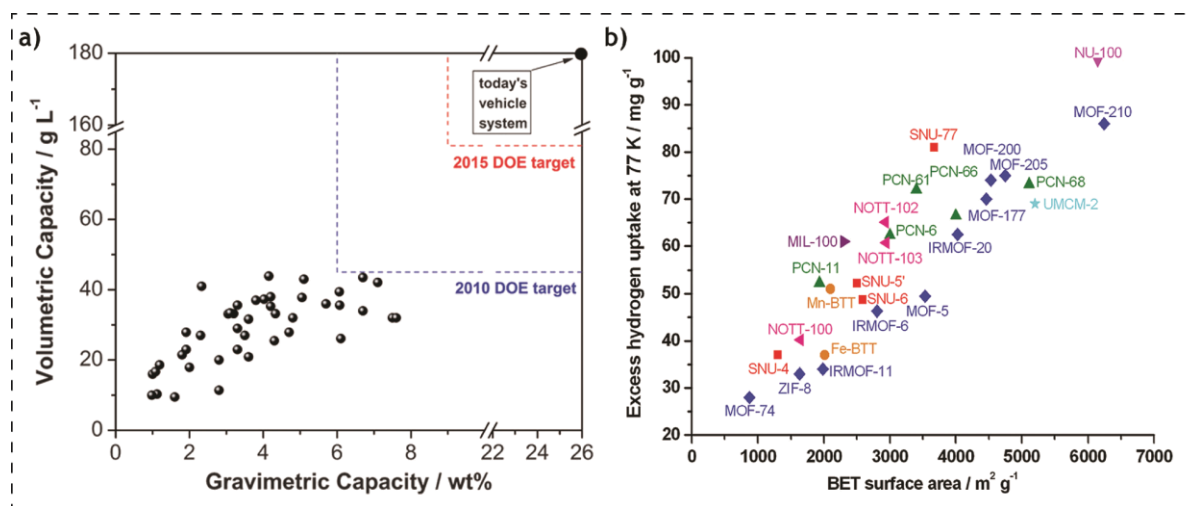 a)
Volumetric Capacity / g L⁻¹
180
160
80
60
40
20
0
today's
vehicle
system
2015 DOE target
2010 DOE target
0 2 4 6 8 10 22 24 26
Gravimetric Capacity / wt%
b)
Excess hydrogen uptake at 77 K / mg g⁻¹
100
90
80
70
60
50
40
30
20
NU-100
MOF-210
SNU-77
MOF-200
PCN-66
MOF-205
PCN-61
PCN-68
UMCM-2
MOF-177
NOTT-102
PCN-6
IRMOF-20
MIL-100
NOTT-103
PCN-11
SNU-5'
Mn-BTT
SNU-6
MOF-5
IRMOF-6
NOTT-100
Fe-BTT
SNU-4
IRMOF-11
ZIF-8
MOF-74
0 1000 2000 3000 4000 5000 6000 7000
BET surface area / m² g⁻¹